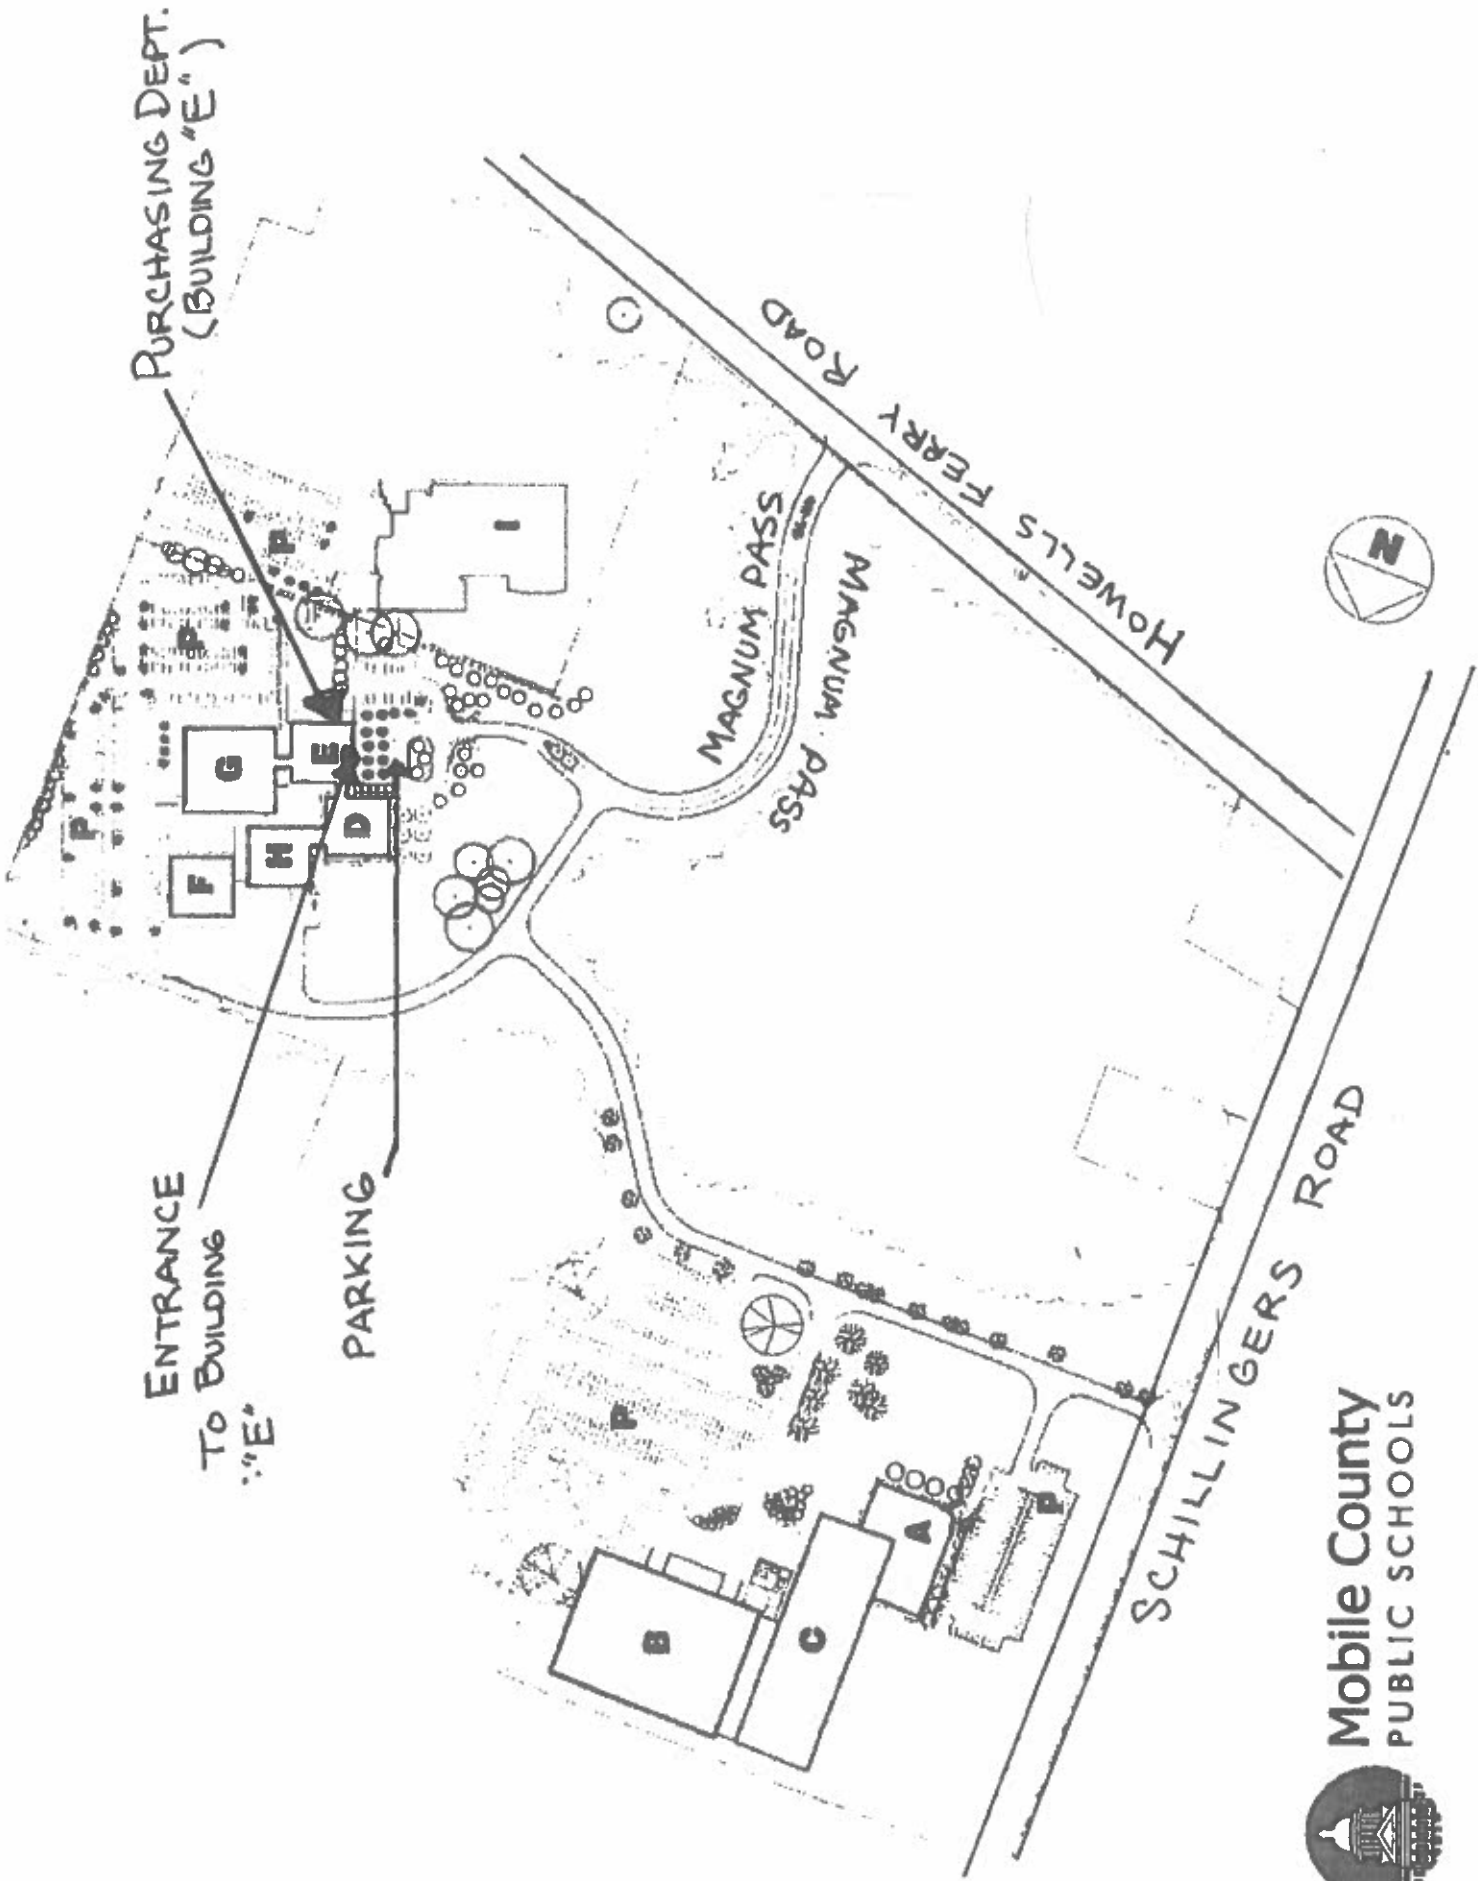 PURCHASING DEPT.
(BUILDING "E")
ENTRANCE
TO BUILDING
"E"
PARKING
P
P
P
G
E
F
H
D
I
MAGNUM PASS
MAGNUM PASS
HOWELLS FERRY ROAD
N
P
B
C
A
P
SCHILLINGERS ROAD
Mobile County
PUBLIC SCHOOLS